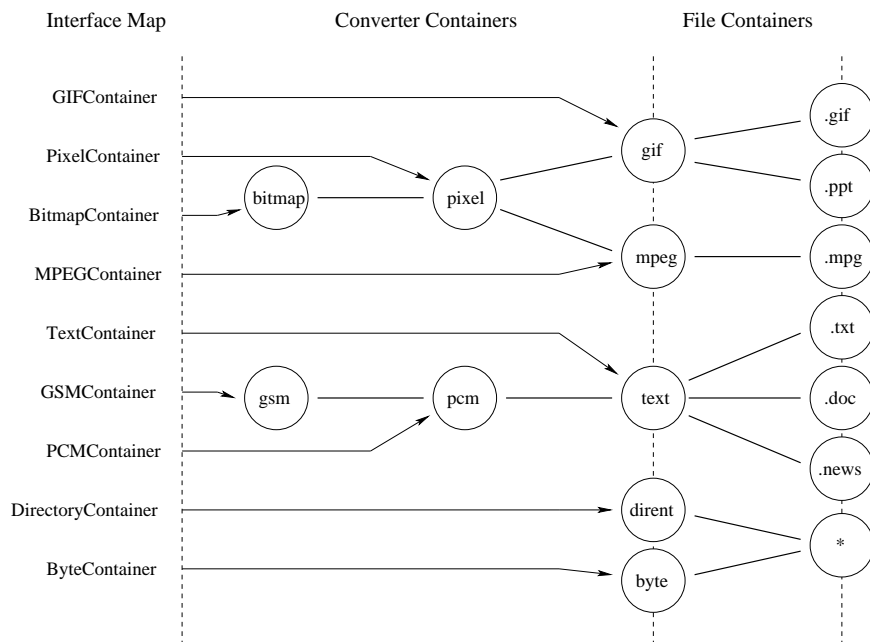 Interface Map
Converter Containers
File Containers
GIFContainer
.gif
gif
PixelContainer
.ppt
bitmap
pixel
BitmapContainer
mpeg
.mpg
MPEGContainer
TextContainer
.txt
GSMContainer
gsm
pcm
text
.doc
PCMContainer
.news
DirectoryContainer
dirent
*
ByteContainer
byte